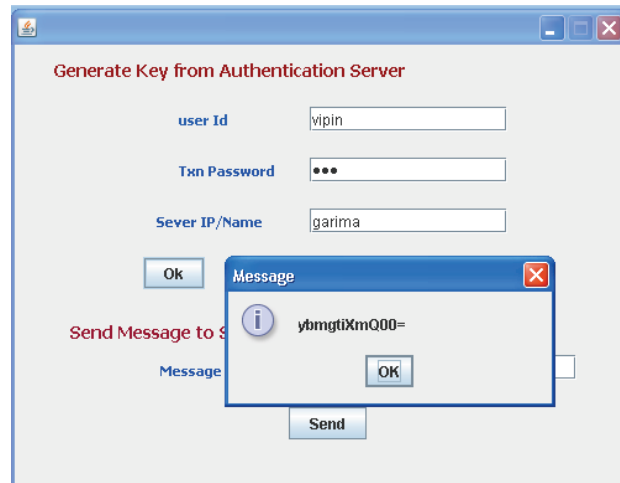 Generate Key from Authentication Server
user Id
vipin
Txn Password
•••
Sever IP/Name
garima
Ok
Message
ybmgtiXmQ00=
OK
Send Message to
Message
Send